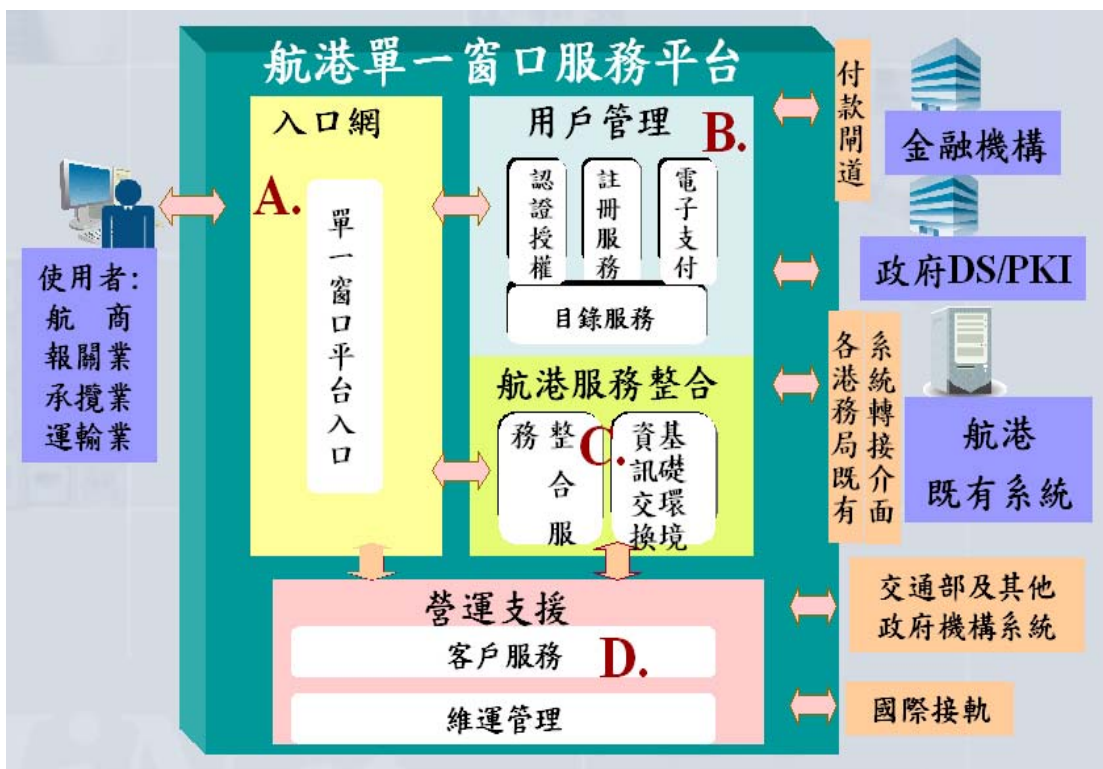 航港單一窗口服務平台
入口網
A.
單一窗口平台入口
使用者:
航 商
報關業
承攬業
運輸業
用戶管理
B.
認證授權
註冊服務
電子支付
目錄服務
航港服務整合
C.
整合服
務
基礎環境
資訊交換
營運支援
客戶服務
D.
維運管理
付款閘道
金融機構
政府DS/PKI
系統轉接介面
各港務局既有
航港
既有系統
交通部及其他
政府機構系統
國際接軌